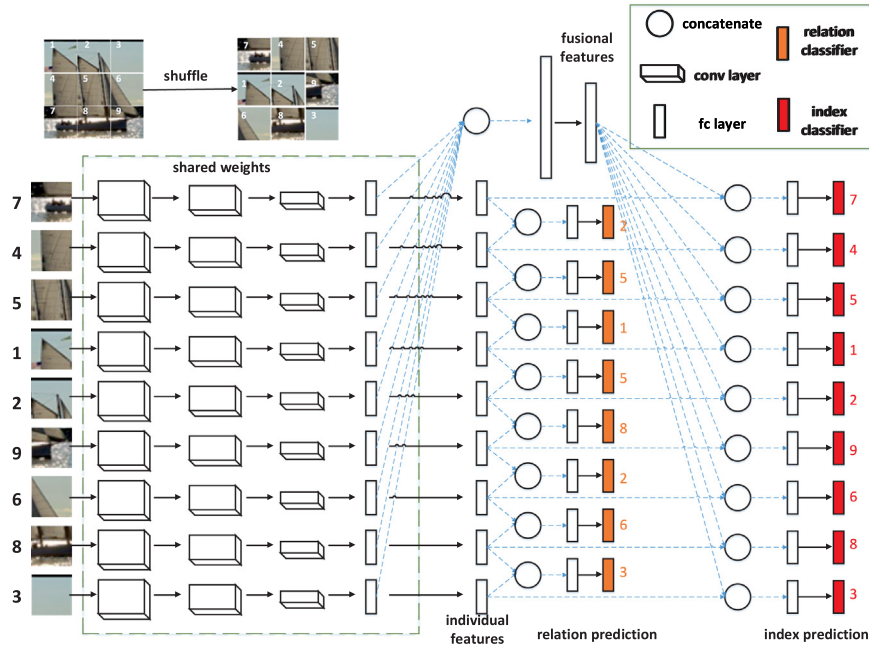 1 2 3
4 5 6
7 8 9
shuffle
7 4 5
1 2 9
6 8 3
fusional
features
concatenate
relation
classifier
conv layer
fc layer
index
classifier
shared weights
7 7
2
4 4
5
5 5
1
1 1
5
2 2
8
9 9
2
6 6
6
8 8
3
3 3
individual
features
relation prediction
index prediction